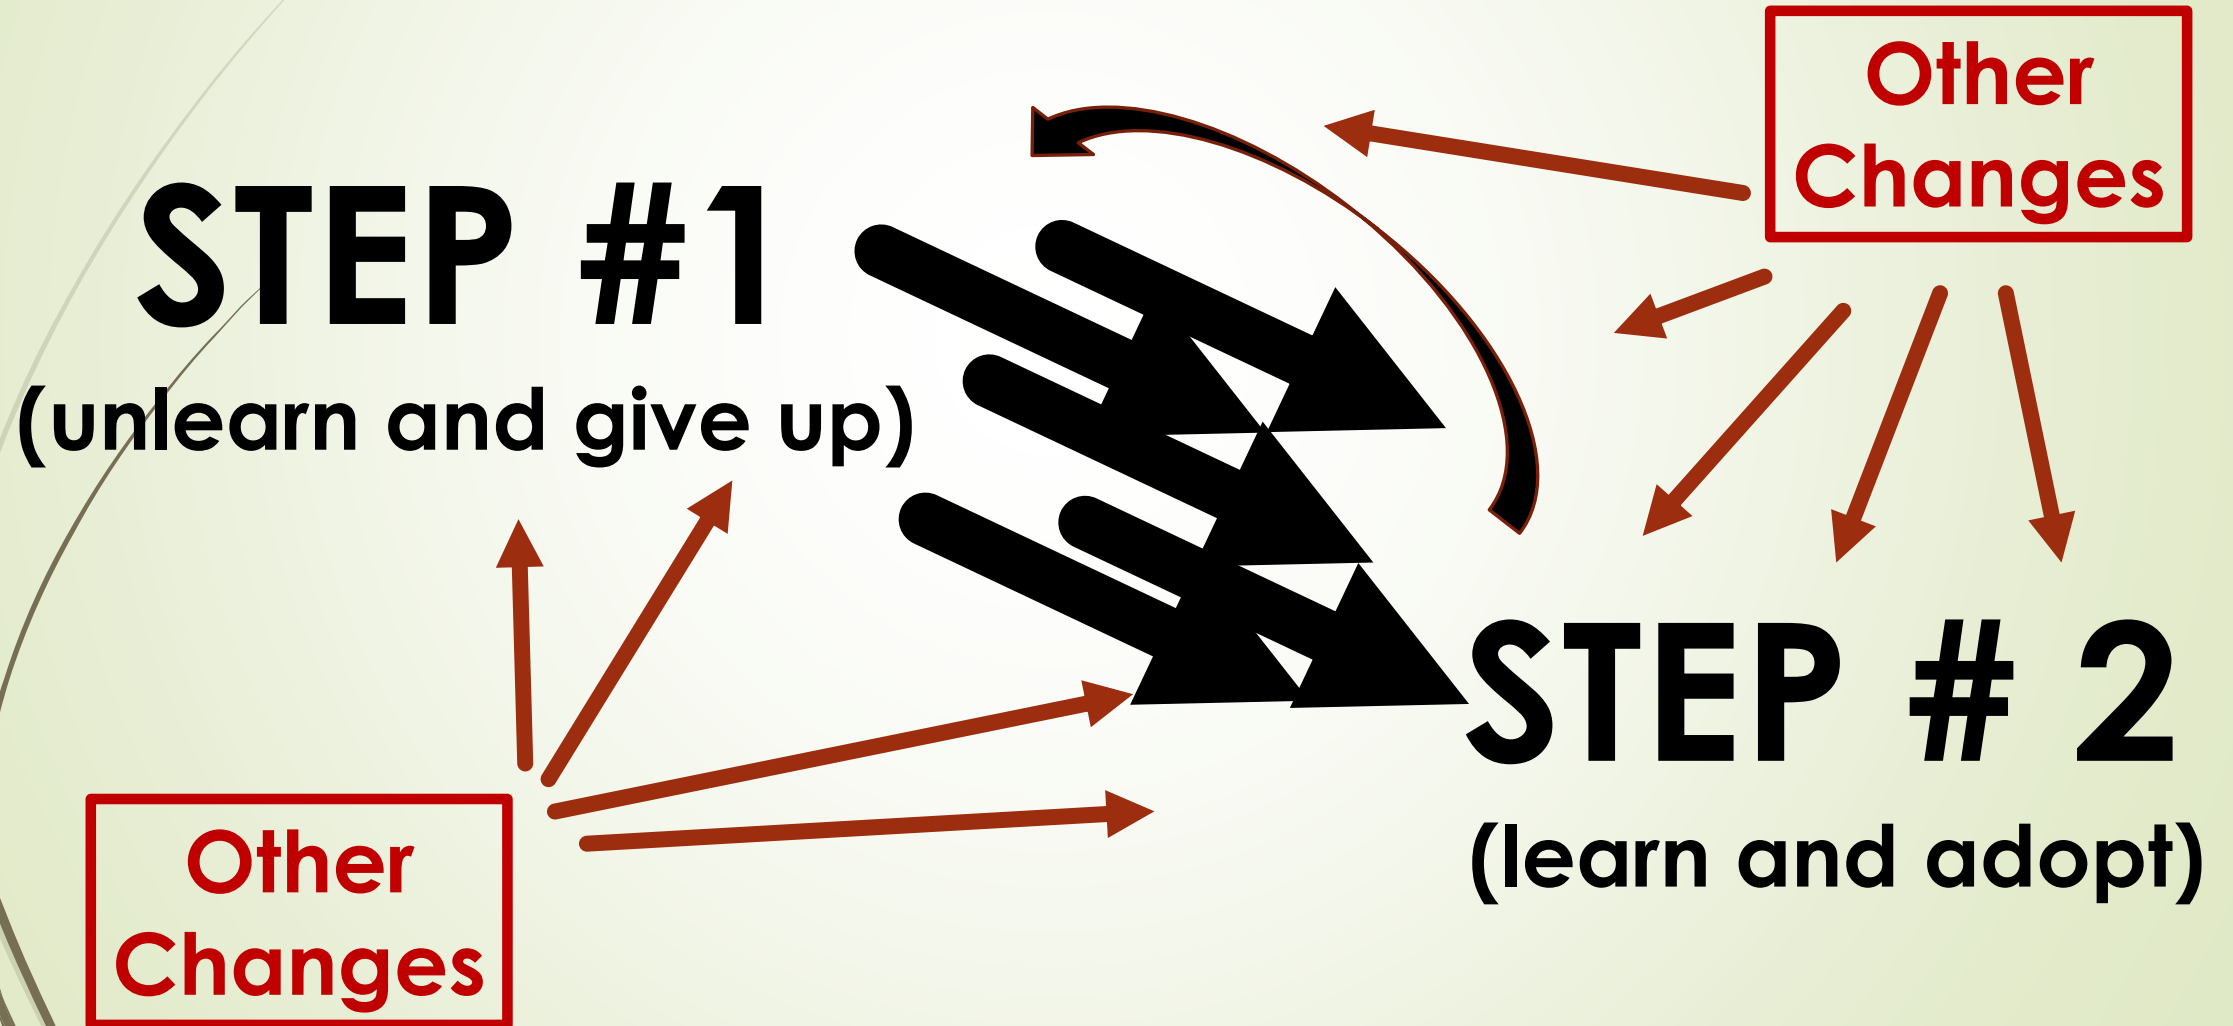 Other
Changes
STEP #1
(unlearn and give up)
STEP # 2
(learn and adopt)
Other
Changes